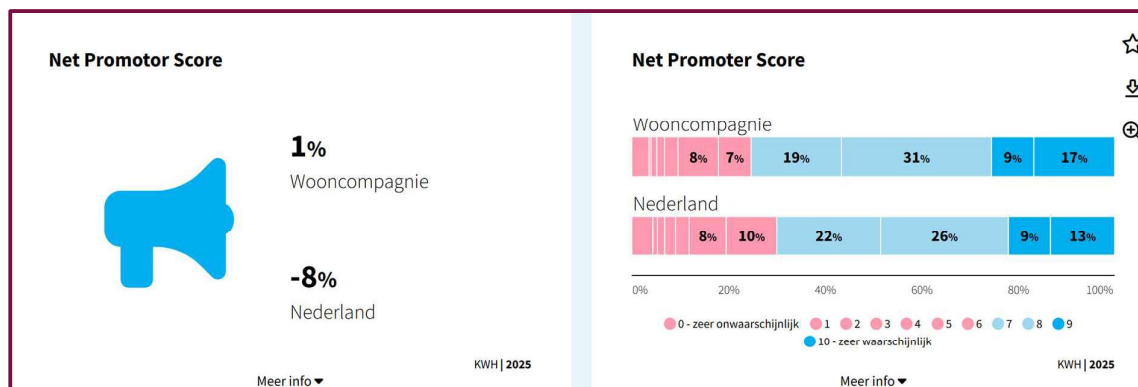 Net Promotor Score
1%
Wooncompagnie
-8%
Nederland
KWH | 2025
Meer info
Net Promoter Score
Wooncompagnie
8% 7% 19% 31% 9% 17%
Nederland
8% 10% 22% 26% 9% 13%
0% 20% 40% 60% 80% 100%
0 - zeer onwaarschijnlijk 1 2 3 4 5 6 7 8 9
10 - zeer waarschijnlijk
KWH | 2025
Meer info